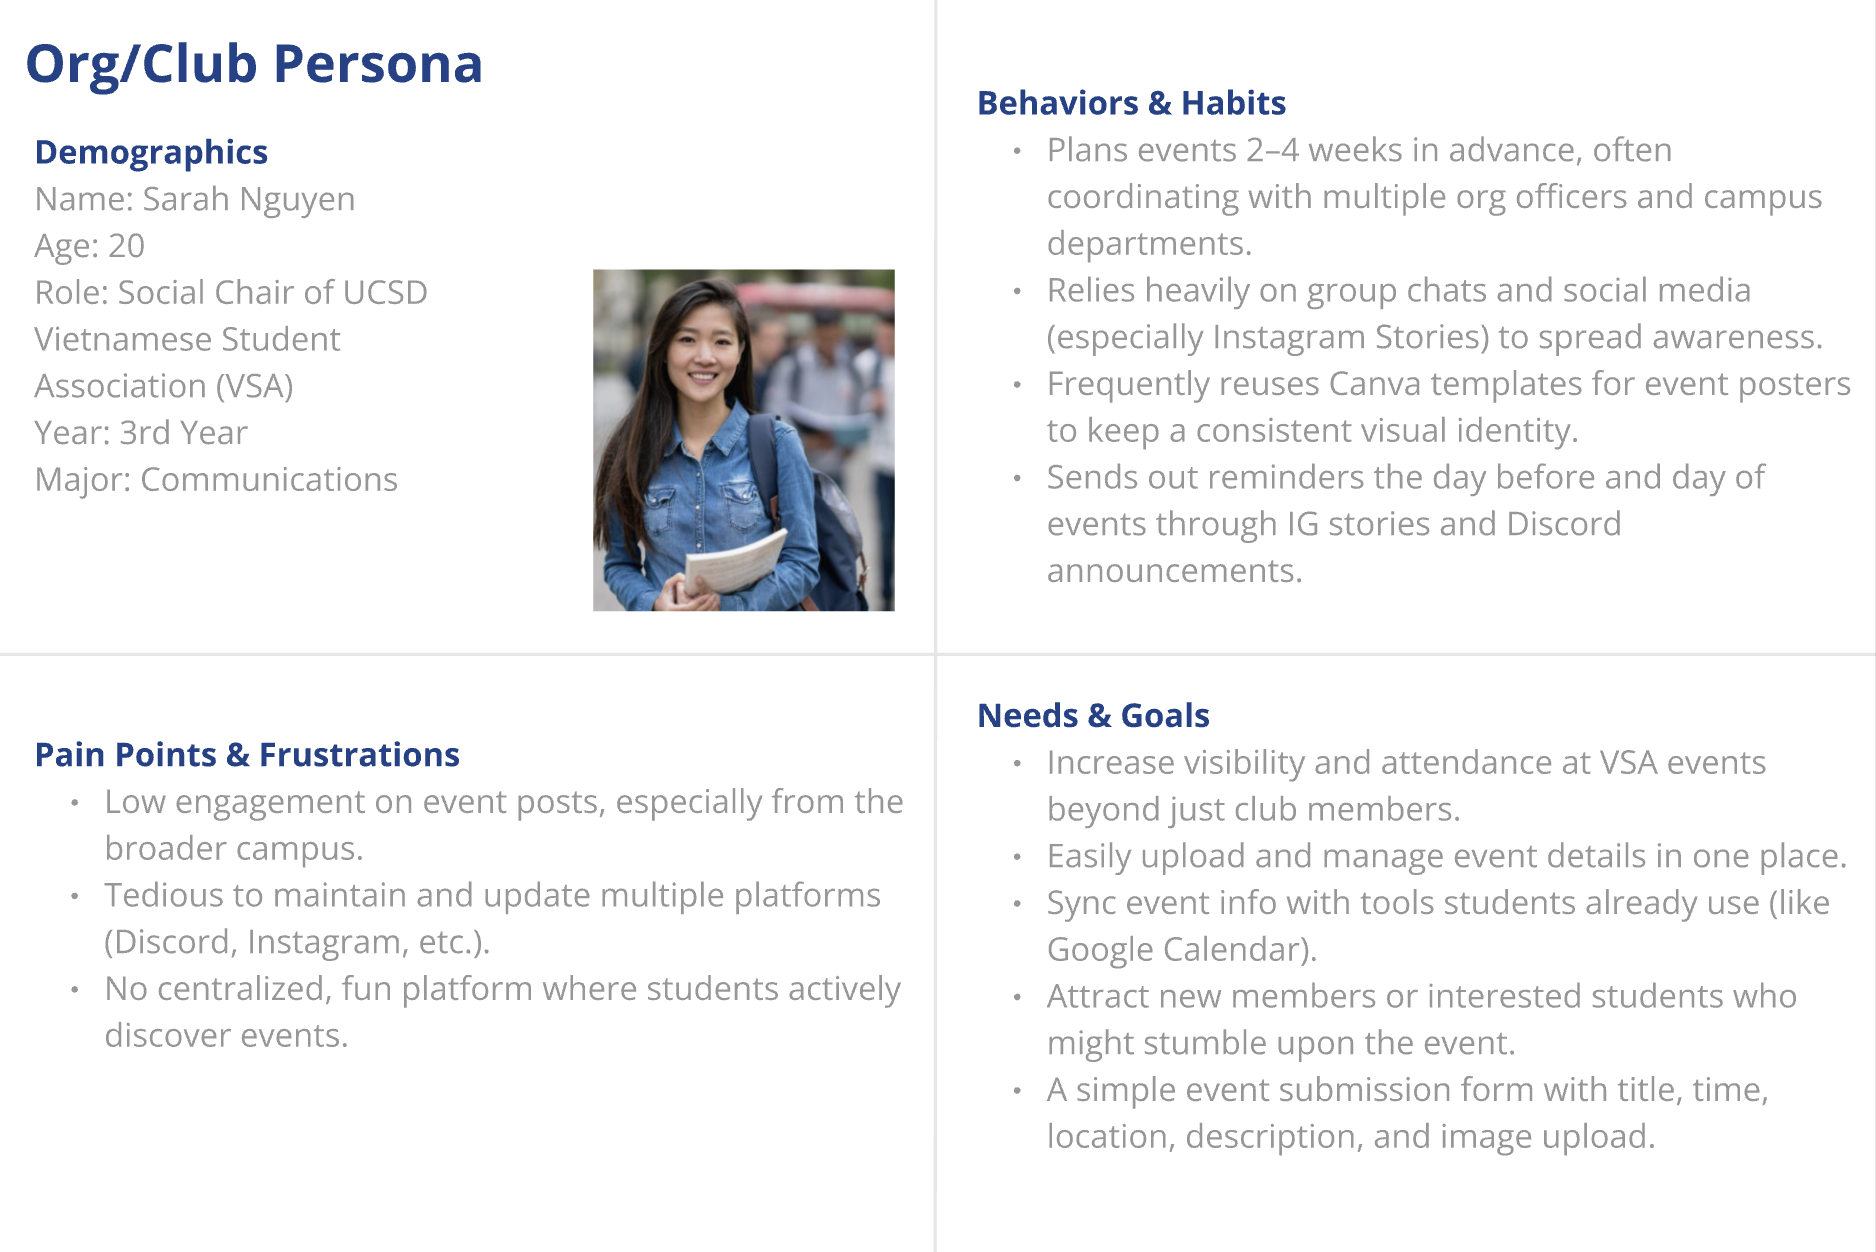 Org/Club Persona
Demographics
Name: Sarah Nguyen
Age: 20
Role: Social Chair of UCSD
Vietnamese Student
Association (VSA)
Year: 3rd Year
Major: Communications
Behaviors & Habits
• Plans events 2–4 weeks in advance, often
coordinating with multiple org officers and campus
departments.
• Relies heavily on group chats and social media
(especially Instagram Stories) to spread awareness.
• Frequently reuses Canva templates for event posters
to keep a consistent visual identity.
• Sends out reminders the day before and day of
events through IG stories and Discord
announcements.
Pain Points & Frustrations
• Low engagement on event posts, especially from the
broader campus.
• Tedious to maintain and update multiple platforms
(Discord, Instagram, etc.).
• No centralized, fun platform where students actively
discover events.
Needs & Goals
• Increase visibility and attendance at VSA events
beyond just club members.
• Easily upload and manage event details in one place.
• Sync event info with tools students already use (like
Google Calendar).
• Attract new members or interested students who
might stumble upon the event.
• A simple event submission form with title, time,
location, description, and image upload.